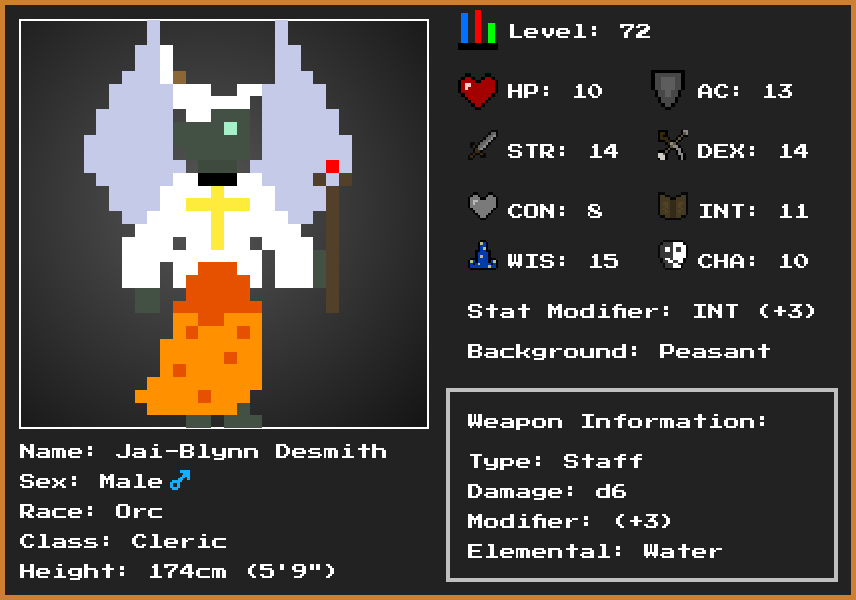 Level: 72
HP: 10
AC: 13
STR: 14
DEX: 14
CON: 8
INT: 11
WIS: 15
CHA: 10
Stat Modifier: INT (+3)
Background: Peasant
Weapon Information:
Type: Staff
Damage: d6
Modifier: (+3)
Elemental: Water
Name: Jai-Blynn Desmith
Sex: Male♂
Race: Orc
Class: Cleric
Height: 174cm (5'9")